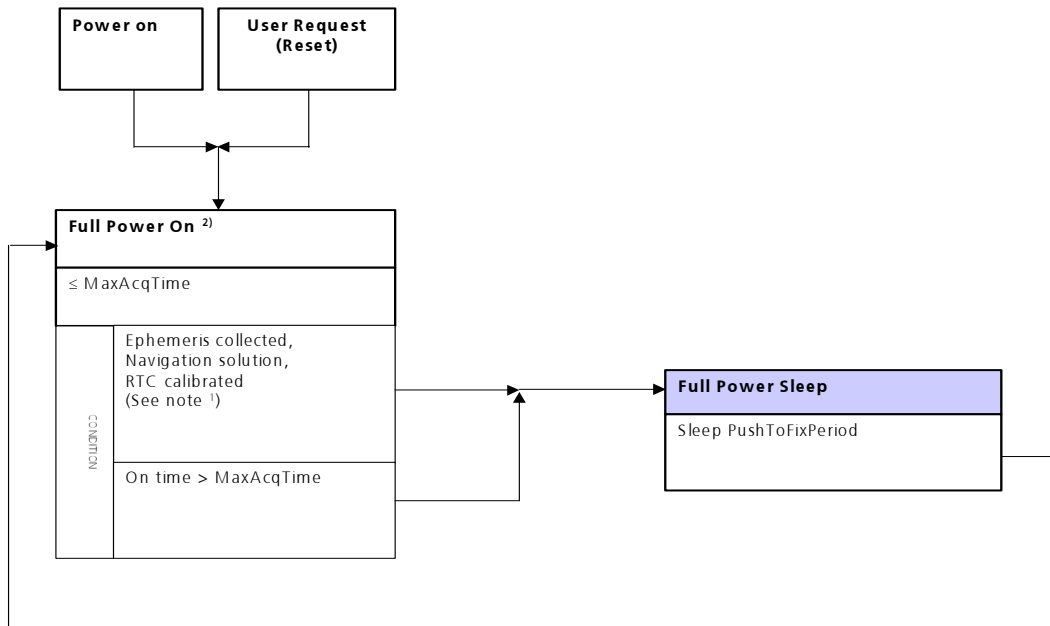 Power on
User Request
(Reset)
Full Power On 2)
≤ MaxAcqTime
CONDITION
Ephemeris collected,
Navigation solution,
RTC calibrated
(See note 1)
On time > MaxAcqTime
Full Power Sleep
Sleep PushToFixPeriod